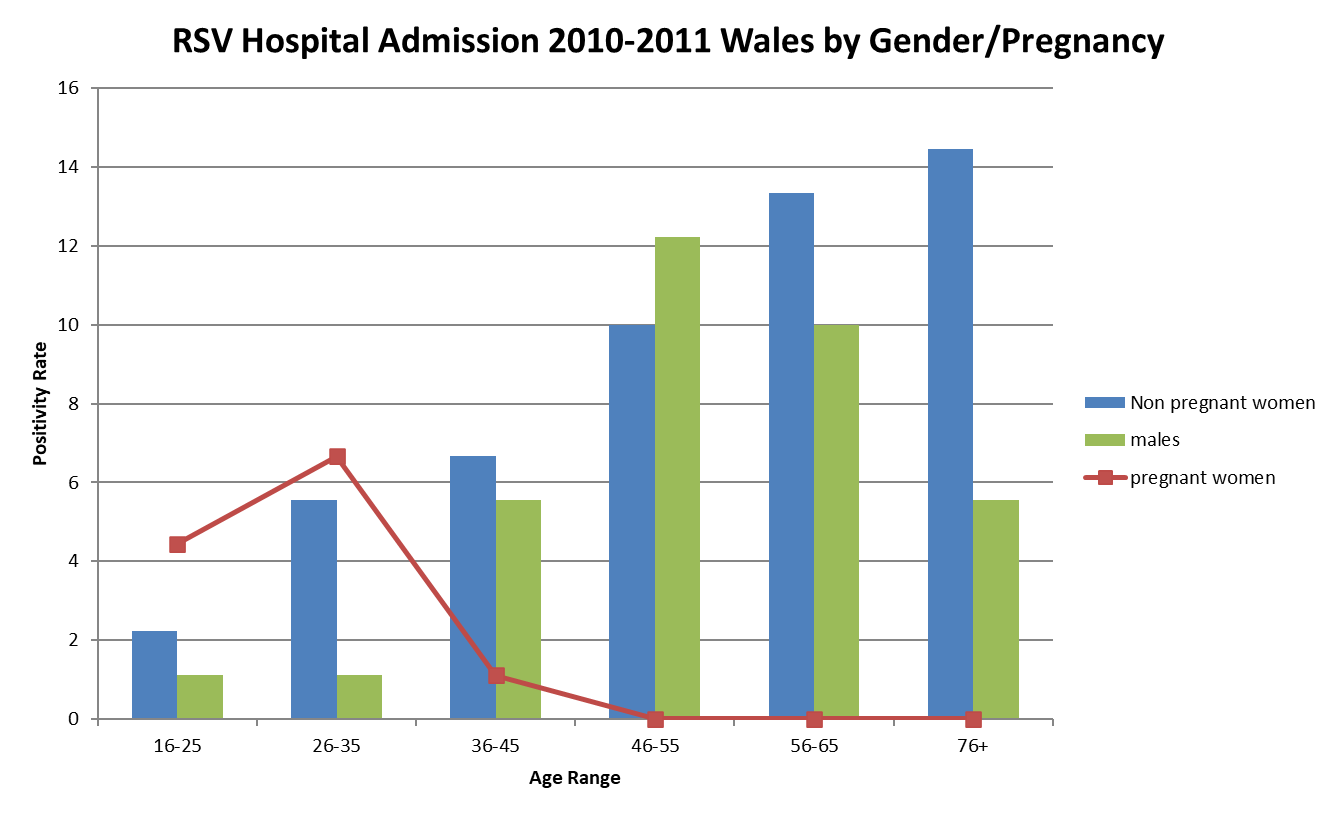 RSV Hospital Admission 2010-2011 Wales by Gender/Pregnancy
16
14
12
10
8
6
4
2
0
Positivity Rate
16-25 26-35 36-45 46-55 56-65 76+
Age Range
Non pregnant women
males
pregnant women